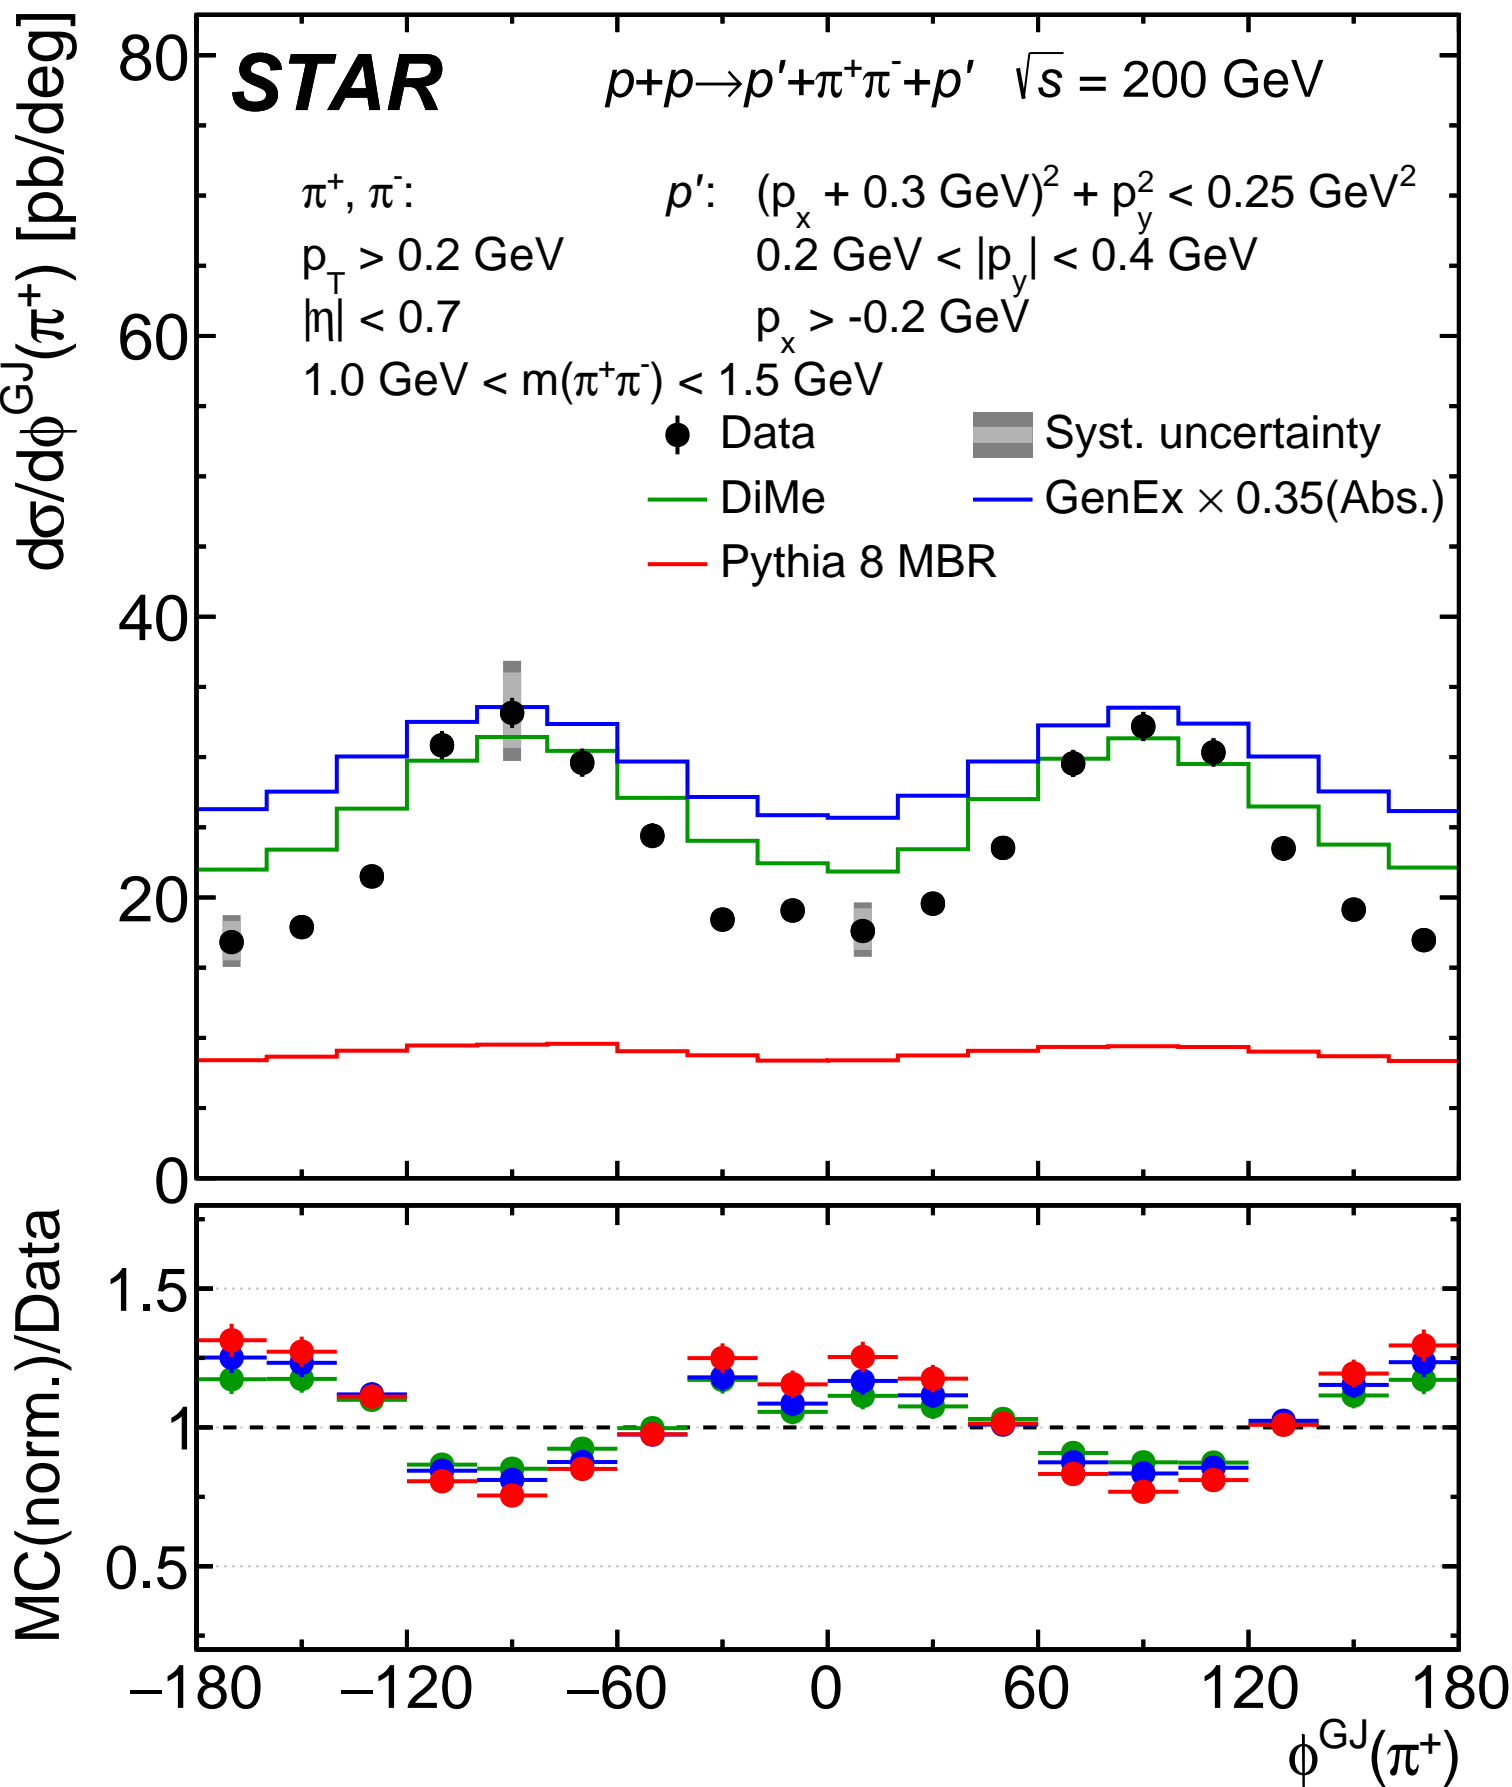 STAR p+p→p′+π⁺π⁻+p′ √s = 200 GeV
π⁺, π⁻: p′: (pₓ + 0.3 GeV)² + p_y² < 0.25 GeV²
p_T > 0.2 GeV 0.2 GeV < |p_y| < 0.4 GeV
|η| < 0.7 pₓ > -0.2 GeV
1.0 GeV < m(π⁺π⁻) < 1.5 GeV
Data Syst. uncertainty
DiMe GenEx × 0.35(Abs.)
Pythia 8 MBR
dσ/dϕ^GJ(π⁺) [pb/deg]
80
60
40
20
0
MC(norm.)/Data
1.5
1
0.5
−180 −120 −60 0 60 120 180
ϕ^GJ(π⁺)